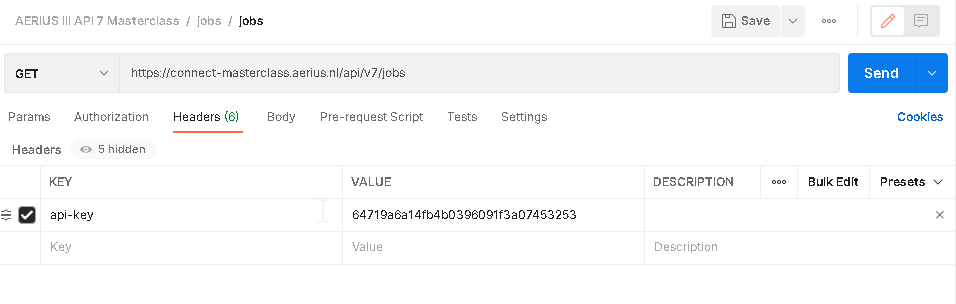 AERIUS III API 7 Masterclass / jobs / jobs
Save
GET
https://connect-masterclass.aerius.nl/api/v7/jobs
Send
Params Authorization Headers (6) Body Pre-request Script Tests Settings Cookies
Headers 5 hidden
KEY VALUE DESCRIPTION Bulk Edit Presets
api-key 64719a6a14fb4b0396091f3a07453253
Key Value Description